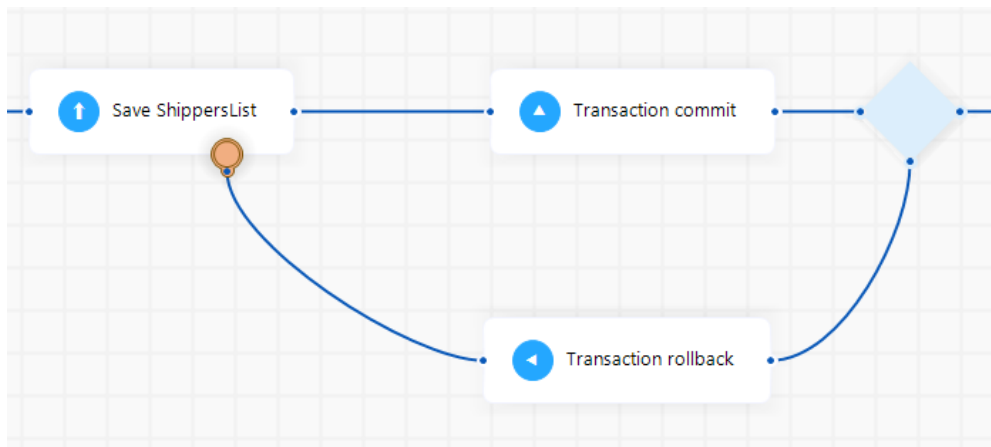 Save ShippersList
Transaction commit
Transaction rollback